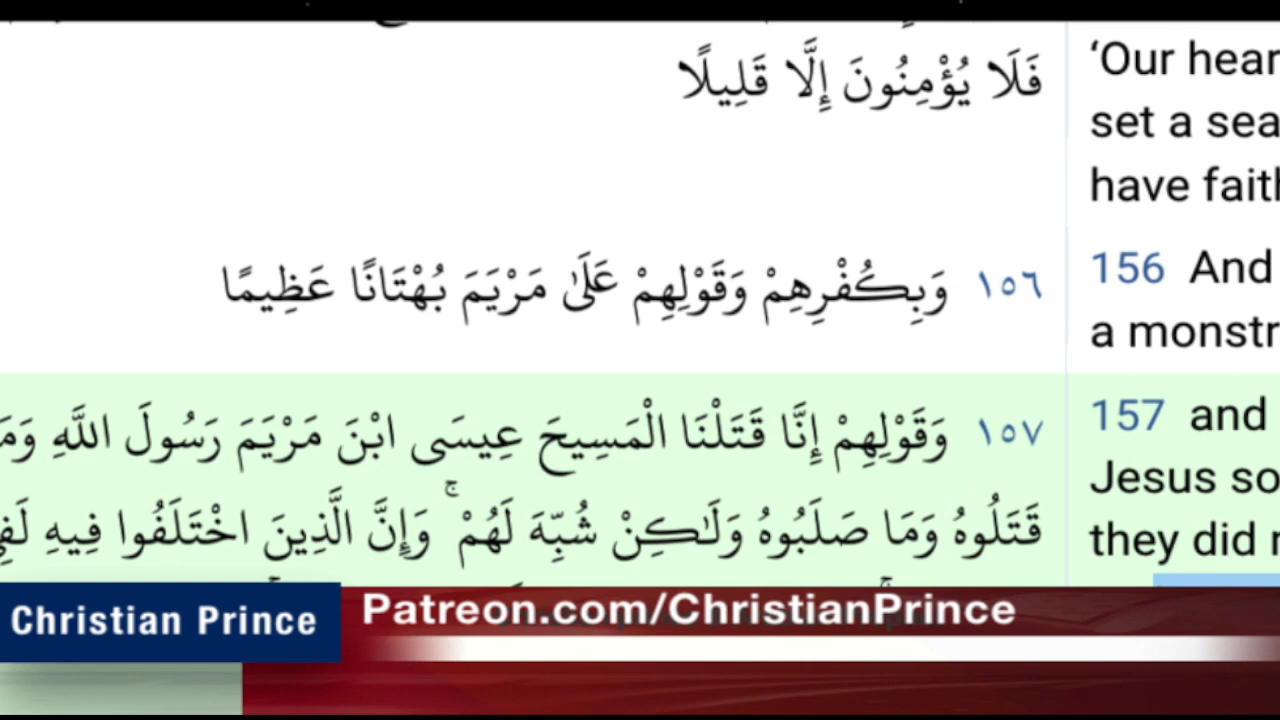 فَلَا يُؤْمِنُونَ إِلَّا قَلِيلًا
‘Our hear
set a sea
have faith
١٥٦ وَبِكُفْرِهِمْ وَقَوْلِهِمْ عَلَىٰ مَرْيَمَ بُهْتَانًا عَظِيمًا
156 And
a monstr
١٥٧ وَقَوْلِهِمْ إِنَّا قَتَلْنَا الْمَسِيحَ عِيسَى ابْنَ مَرْيَمَ رَسُولَ اللَّهِ وَمَ
قَتَلُوهُ وَمَا صَلَبُوهُ وَلَٰكِنْ شُبِّهَ لَهُمْ ۚ وَإِنَّ الَّذِينَ اخْتَلَفُوا فِيهِ لَفِي
157 and
Jesus so
they did
Christian Prince
Patreon.com/ChristianPrince